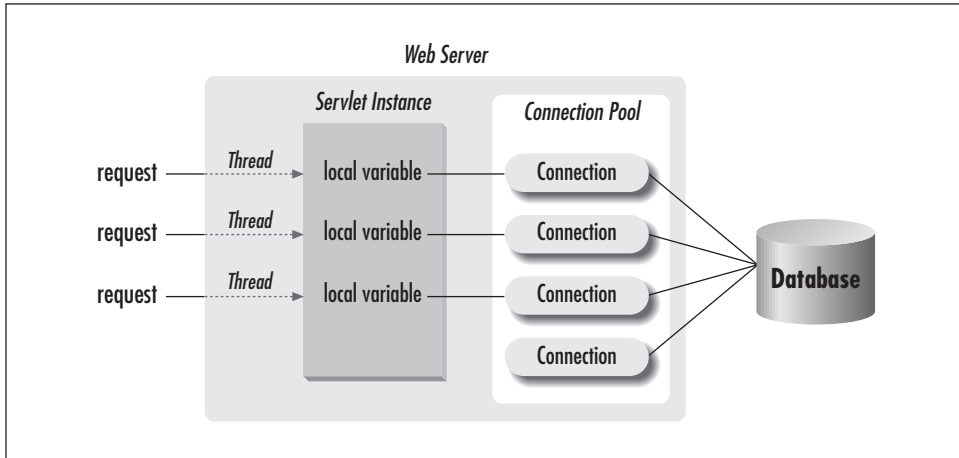 Web Server
Servlet Instance
Connection Pool
request
Thread
local variable
Connection
request
Thread
local variable
Connection
request
Thread
local variable
Connection
Connection
Database